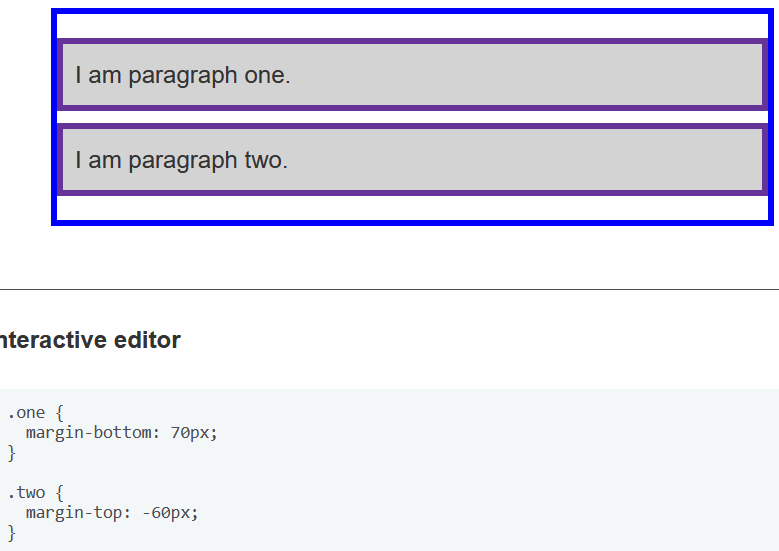 I am paragraph one.
I am paragraph two.
nteractive editor
.one {
  margin-bottom: 70px;
}
.two {
  margin-top: -60px;
}